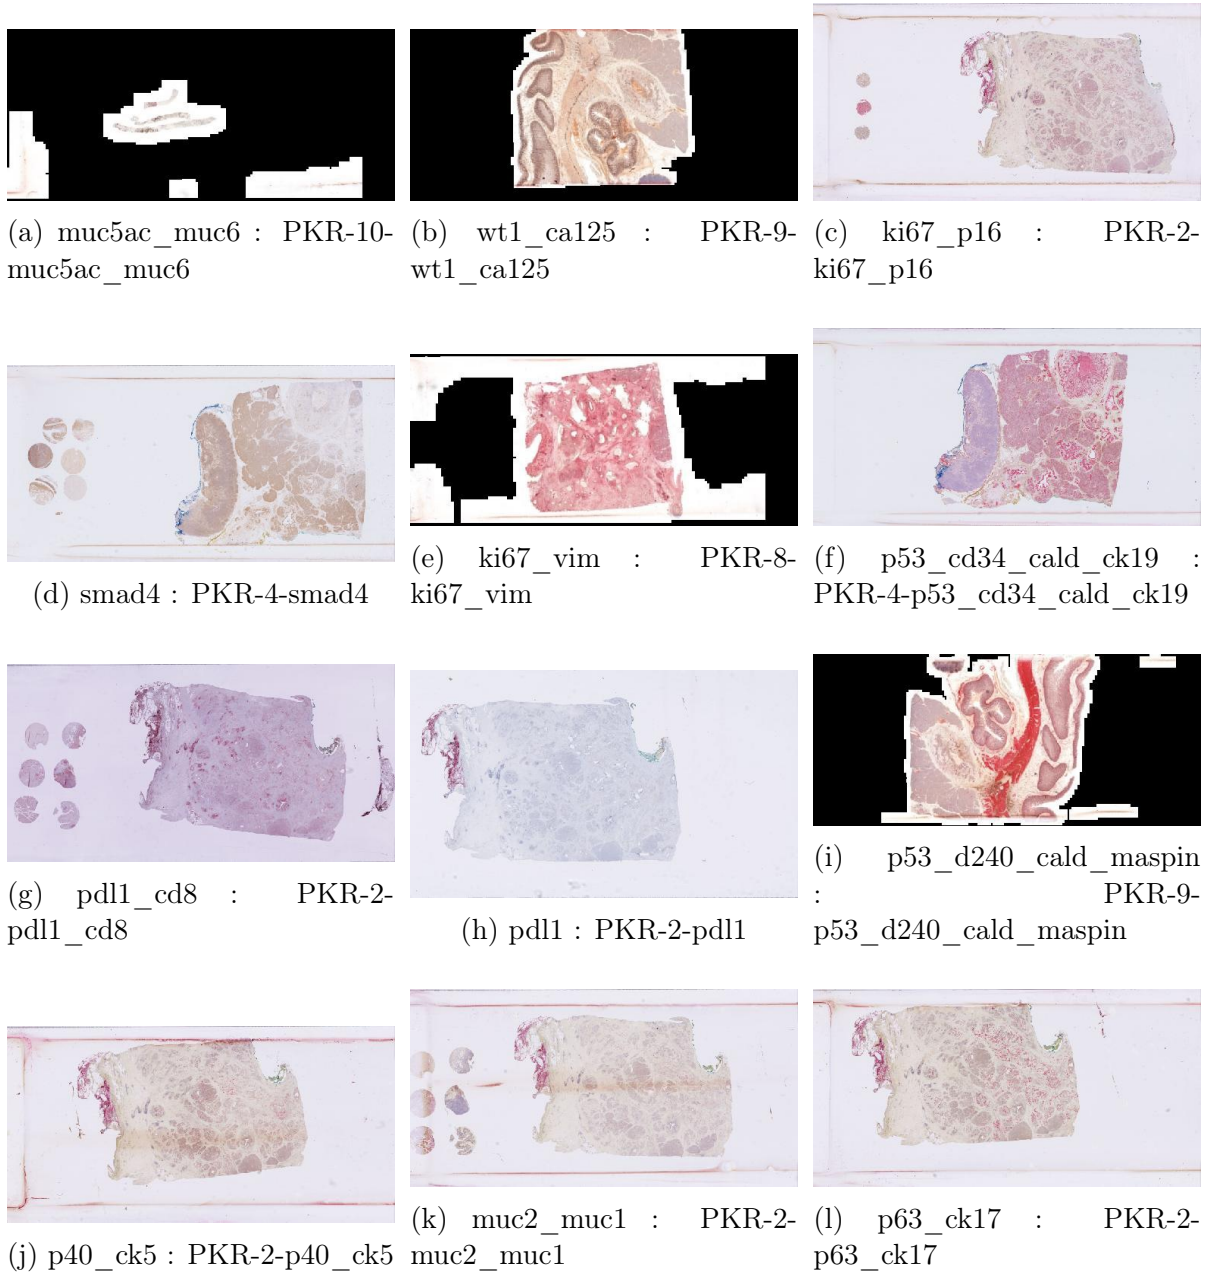 (a) muc5ac_muc6 : PKR-10-
muc5ac_muc6
(b) wt1_ca125 : PKR-9-
wt1_ca125
(c) ki67_p16 : PKR-2-
ki67_p16
(d) smad4 : PKR-4-smad4
(e) ki67_vim : PKR-8-
ki67_vim
(f) p53_cd34_cald_ck19 :
PKR-4-p53_cd34_cald_ck19
(g) pdl1_cd8 : PKR-2-
pdl1_cd8
(h) pdl1 : PKR-2-pdl1
(i) p53_d240_cald_maspin
: PKR-9-
p53_d240_cald_maspin
(j) p40_ck5 : PKR-2-p40_ck5
(k) muc2_muc1 : PKR-2-
muc2_muc1
(l) p63_ck17 : PKR-2-
p63_ck17